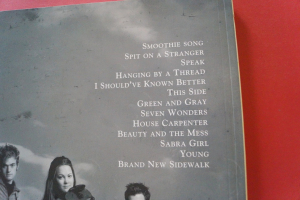 Smoothie Song
Spit on a Stranger
Speak
Hanging by a Thread
I Should've Known Better
This Side
Green and Gray
Seven Wonders
House Carpenter
Beauty and the Mess
Sabra Girl
Young
Brand New Sidewalk